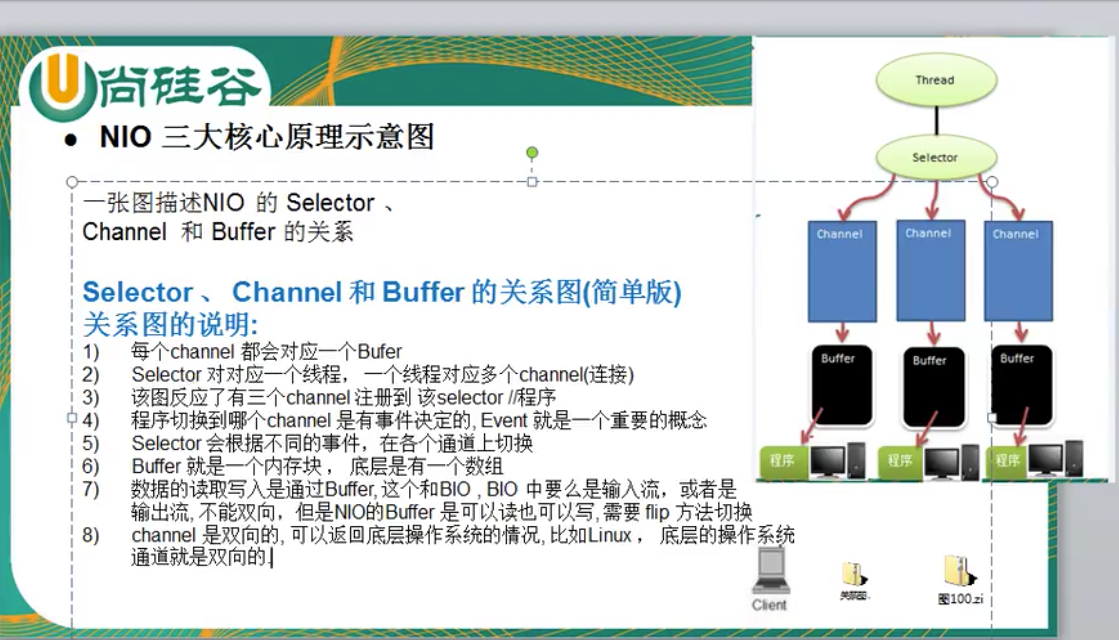 尚硅谷
NIO 三大核心原理示意图
一张图描述NIO 的 Selector 、
Channel 和 Buffer 的关系
Selector 、 Channel 和 Buffer 的关系图(简单版)
关系图的说明:
1) 每个channel 都会对应一个Bufer
2) Selector 对对应一个线程， 一个线程对应多个channel(连接)
3) 该图反应了有三个channel 注册到 该selector //程序
4) 程序切换到哪个channel 是有事件决定的, Event 就是一个重要的概念
5) Selector 会根据不同的事件，在各个通道上切换
6) Buffer 就是一个内存块 ， 底层是有一个数组
7) 数据的读取写入是通过Buffer, 这个和BIO , BIO 中要么是输入流，或者是
输出流, 不能双向，但是NIO的Buffer 是可以读也可以写, 需要 flip 方法切换
8) channel 是双向的, 可以返回底层操作系统的情况, 比如Linux ， 底层的操作系统
通道就是双向的.
Thread
Selector
Channel
Channel
Channel
Buffer
Buffer
Buffer
程序
程序
程序
Client
图100.zi